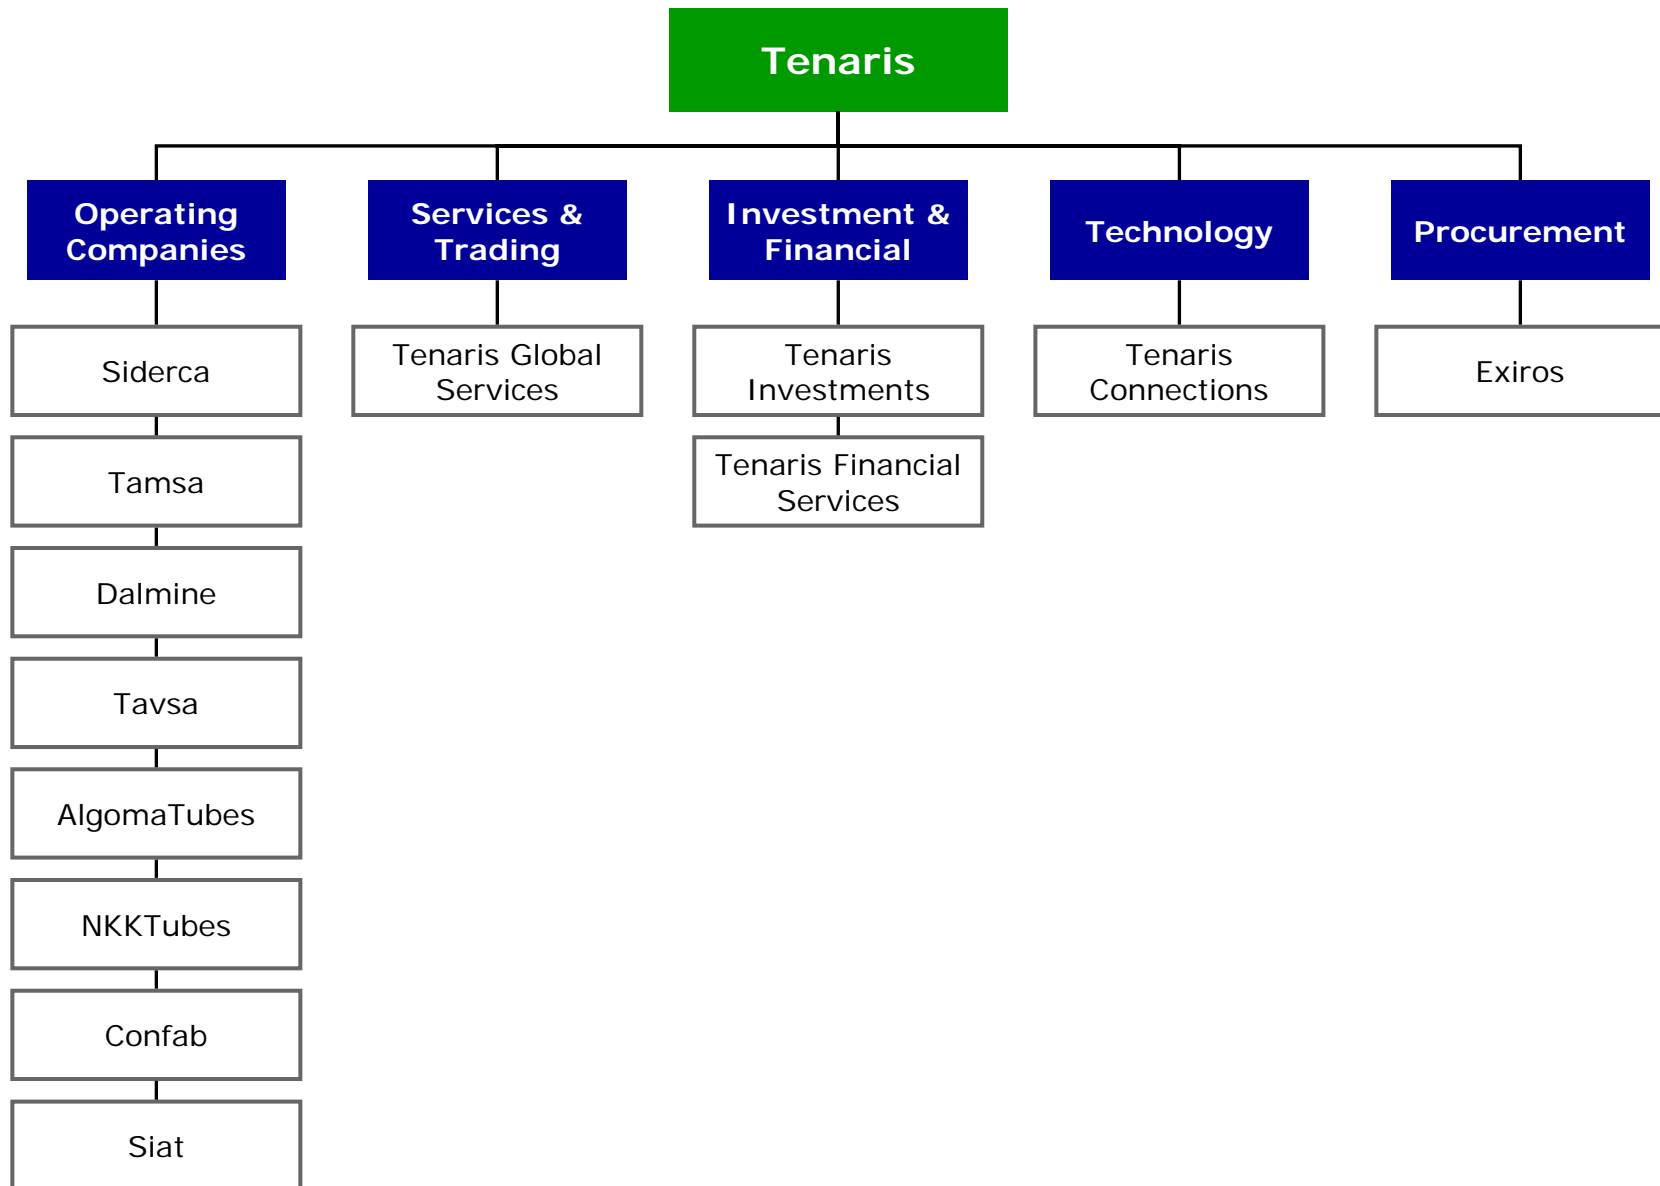 Tenaris
Operating
Companies
Services &
Trading
Investment &
Financial
Technology
Procurement
Siderca
Tamsa
Dalmine
Tavsa
AlgomaTubes
NKKTubes
Confab
Siat
Tenaris Global
Services
Tenaris
Investments
Tenaris Financial
Services
Tenaris
Connections
Exiros